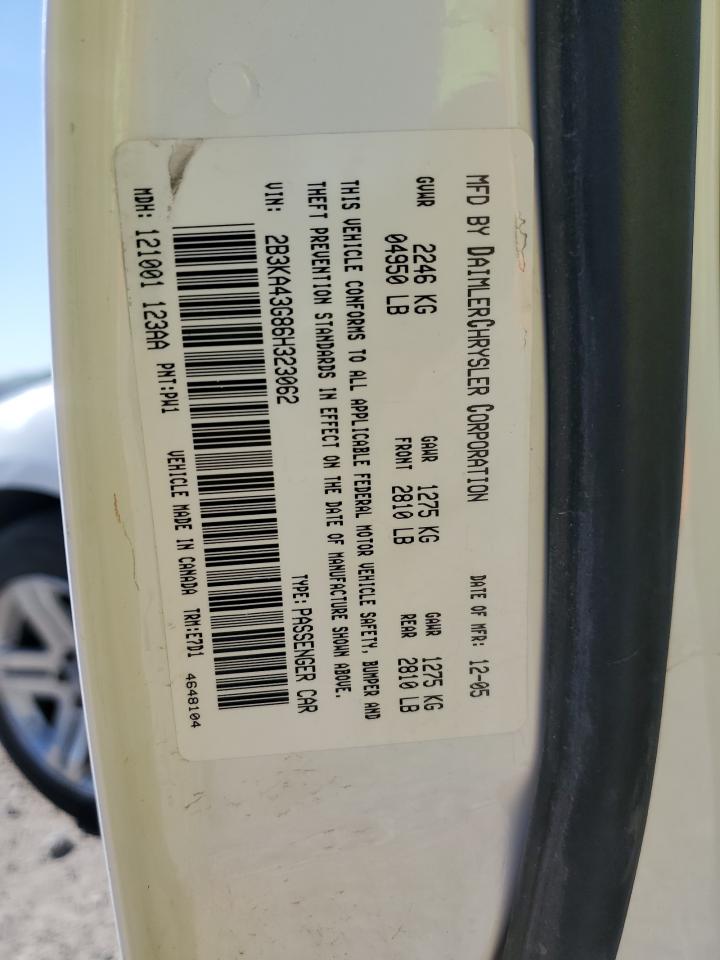 MFD BY DAIMLERCHRYSLER CORPORATION DATE OF MFR: 12-05
GVWR 2246 KG GAWR 1275 KG GAWR 1275 KG
04950 LB FRONT 2810 LB REAR 2810 LB
THIS VEHICLE CONFORMS TO ALL APPLICABLE FEDERAL MOTOR VEHICLE SAFETY, BUMPER AND
THEFT PREVENTION STANDARDS IN EFFECT ON THE DATE OF MANUFACTURE SHOWN ABOVE.
VIN: 2B3KA43G86H323062 TYPE: PASSENGER CAR
MDH: 121001 123AA PNT:PW1 VEHICLE MADE IN CANADA TRM:E7D1 4648104